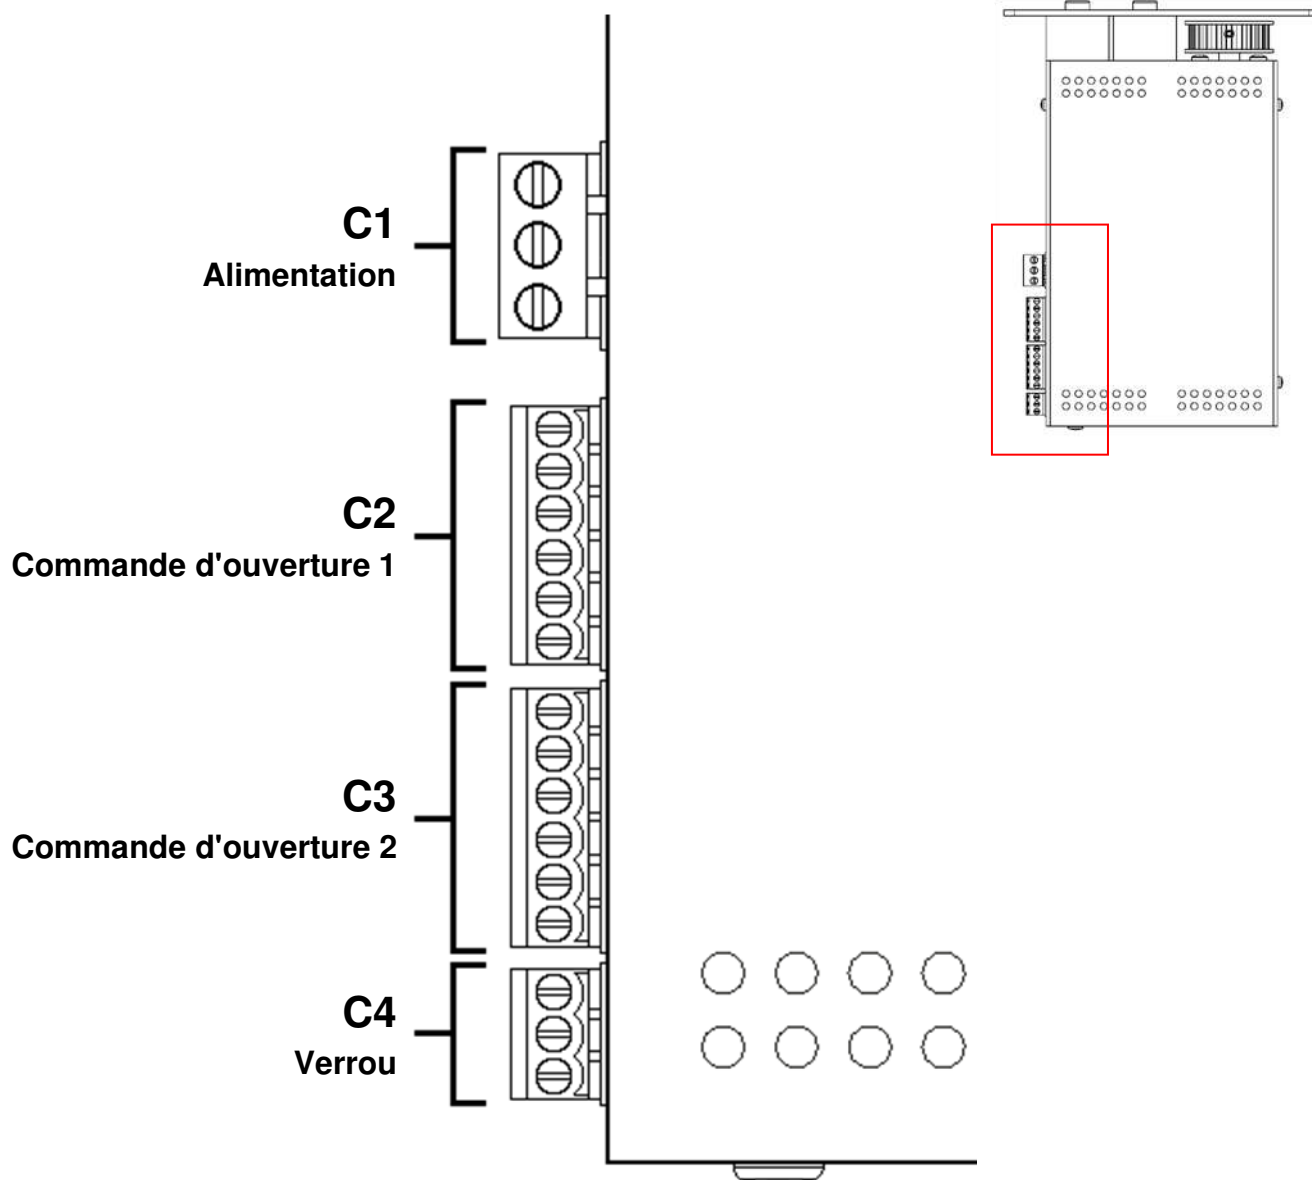 C1
Alimentation
C2
Commande d'ouverture 1
C3
Commande d'ouverture 2
C4
Verrou